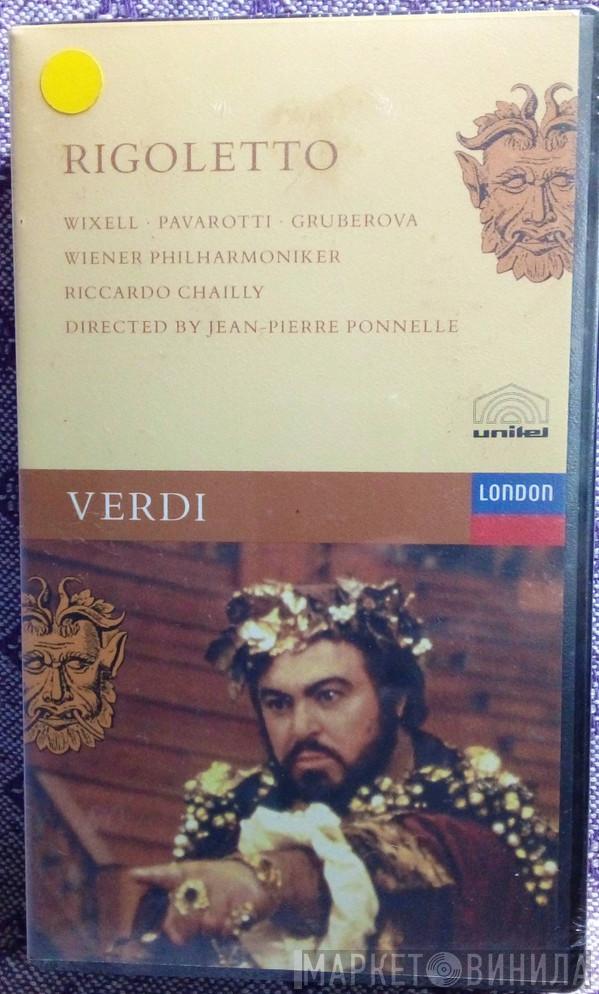 RIGOLETTO
WIXELL · PAVAROTTI · GRUBEROVA
WIENER PHILHARMONIKER
RICCARDO CHAILLY
DIRECTED BY JEAN-PIERRE PONNELLE
unitel
VERDI
LONDON
МАРКЕТ ВИНИЛА